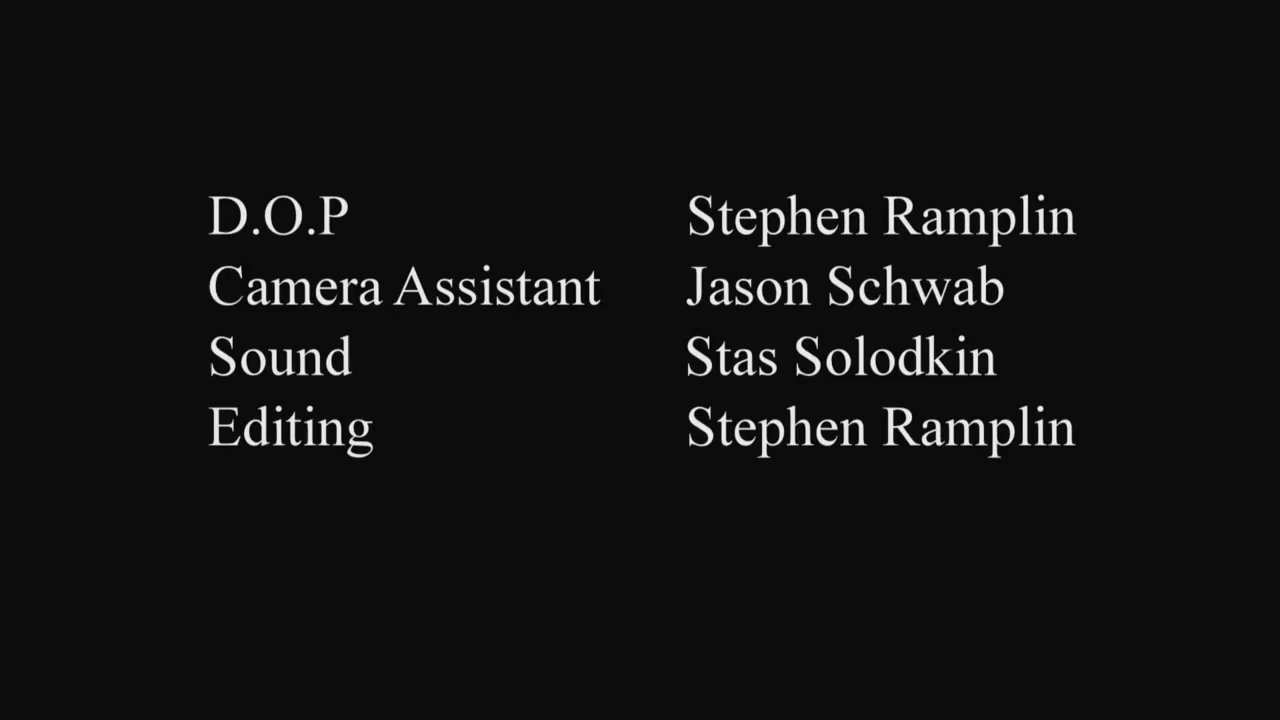 D.O.P Stephen Ramplin
Camera Assistant Jason Schwab
Sound Stas Solodkin
Editing Stephen Ramplin